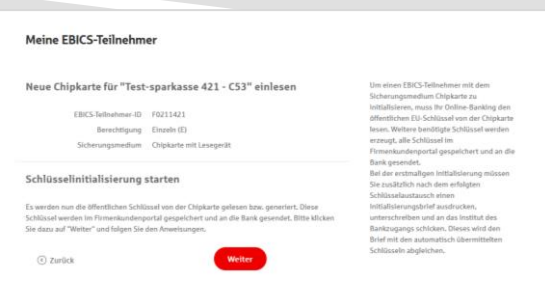 Meine EBICS-Teilnehmer
Neue Chipkarte für "Test-sparkasse 421 - C53" einlesen
EBICS-Teilnehmer-ID F0211421
Berechtigung Einzeln (E)
Sicherungsmedium Chipkarte mit Lesegerät
Schlüsselinitialisierung starten
Es werden nun die öffentlichen Schlüssel von der Chipkarte gelesen bzw. generiert. Diese
Schlüssel werden im Firmenkundenportal gespeichert und an die Bank gesendet. Bitte klicken
Sie dazu auf "Weiter" und folgen Sie den Anweisungen.
Zurück
Weiter
Um einen EBICS-Teilnehmer mit dem
Sicherungsmedium Chipkarte zu
initialisieren, muss Ihr Online-Banking den
öffentlichen EU-Schlüssel von der Chipkarte
lesen. Weitere benötigte Schlüssel werden
erzeugt, alle Schlüssel im
Firmenkundenportal gespeichert und an die
Bank gesendet.
Bei der erstmaligen Initialisierung müssen
Sie zusätzlich nach dem erfolgten
Schlüsselaustausch einen
Initialisierungsbrief ausdrucken,
unterschreiben und an das Institut des
Bankzugangs schicken. Dieses wird den
Brief mit den automatisch übermittelten
Schlüsseln abgleichen.